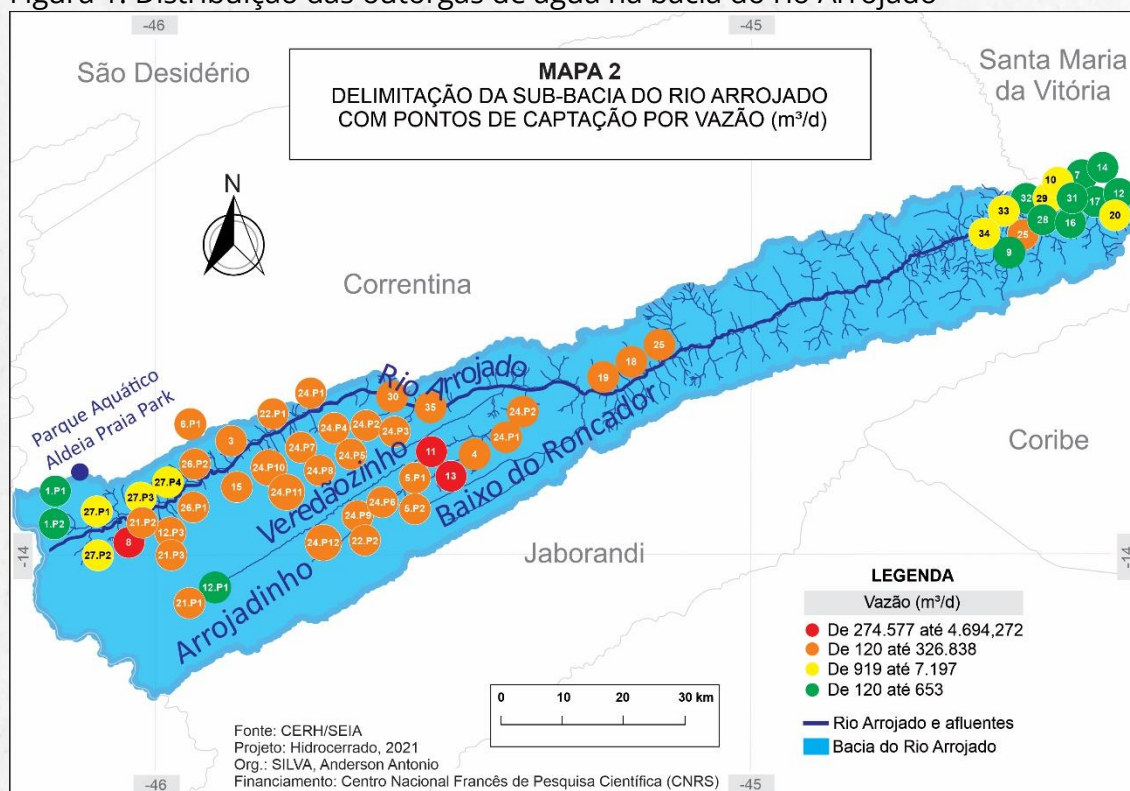 Figura 1: Distribuição das outorgas de água na bacia do rio Arrojado
-46
-45
São Desidério
MAPA 2
DELIMITAÇÃO DA SUB-BACIA DO RIO ARROJADO
COM PONTOS DE CAPTAÇÃO POR VAZÃO (m³/d)
Santa Maria
da Vitória
N
Correntina
10
7
14
32
29
31
17
12
33
28
16
20
34
25
9
25
18
19
Rio Arrojado
30
35
24.P1
22.P1
6.P1
3
24.P4
24.P2
24.P3
24.P2
24.P1
Parque Aquático
Aldeia Praia Park
26.P2
24.P7
24.P5
24.P10
24.P8
24.P11
15
11
13
4
5.P1
5.P2
Veredãozinho
Baixo do Roncador
Coribe
1.P1
1.P2
27.P1
27.P3
27.P4
26.P1
21.P2
12.P3
8
27.P2
21.P3
24.P6
24.P9
24.P12
22.P2
12.P1
21.P1
Arrojadinho
Jaborandi
-14
-14
LEGENDA
Vazão (m³/d)
De 274.577 até 4.694,272
De 120 até 326.838
De 919 até 7.197
De 120 até 653
Rio Arrojado e afluentes
Bacia do Rio Arrojado
0 10 20 30 km
Fonte: CERH/SEIA
Projeto: Hidrocerrado, 2021
Org.: SILVA, Anderson Antonio
Financiamento: Centro Nacional Francês de Pesquisa Científica (CNRS)
-46
-45